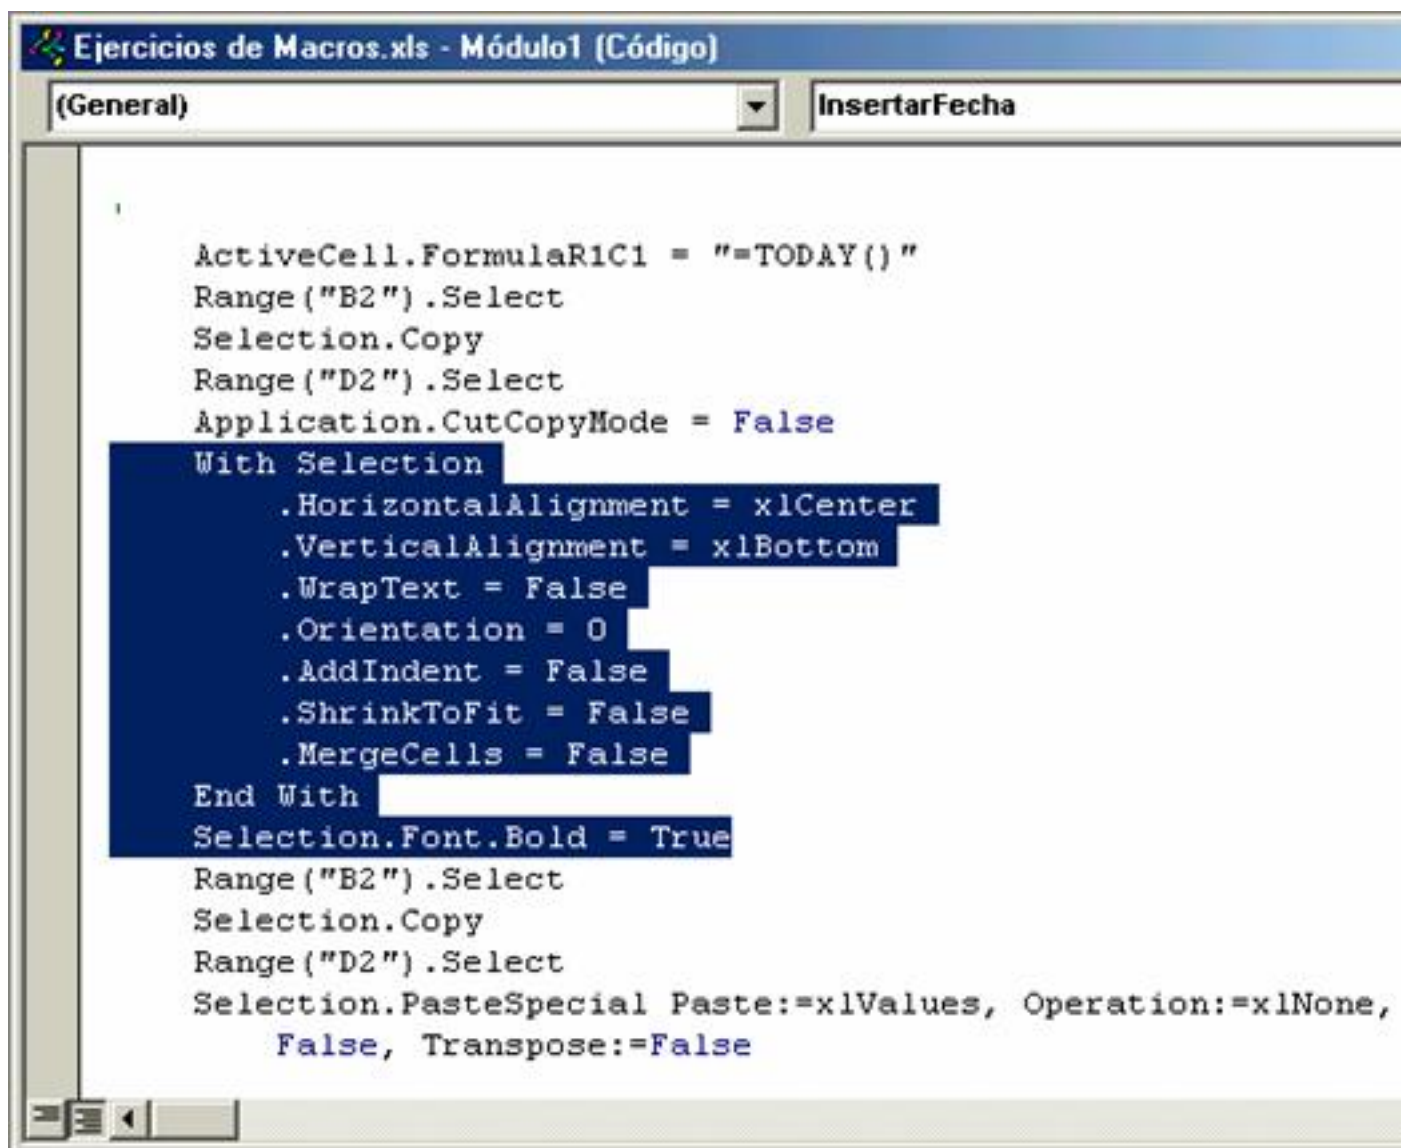 Ejercicios de Macros.xls - Módulo1 (Código)
(General) InsertarFecha
'
ActiveCell.FormulaR1C1 = "=TODAY()"
Range("B2").Select
Selection.Copy
Range("D2").Select
Application.CutCopyMode = False
With Selection
.HorizontalAlignment = xlCenter
.VerticalAlignment = xlBottom
.WrapText = False
.Orientation = 0
.AddIndent = False
.ShrinkToFit = False
.MergeCells = False
End With
Selection.Font.Bold = True
Range("B2").Select
Selection.Copy
Range("D2").Select
Selection.PasteSpecial Paste:=xlValues, Operation:=xlNone,
False, Transpose:=False